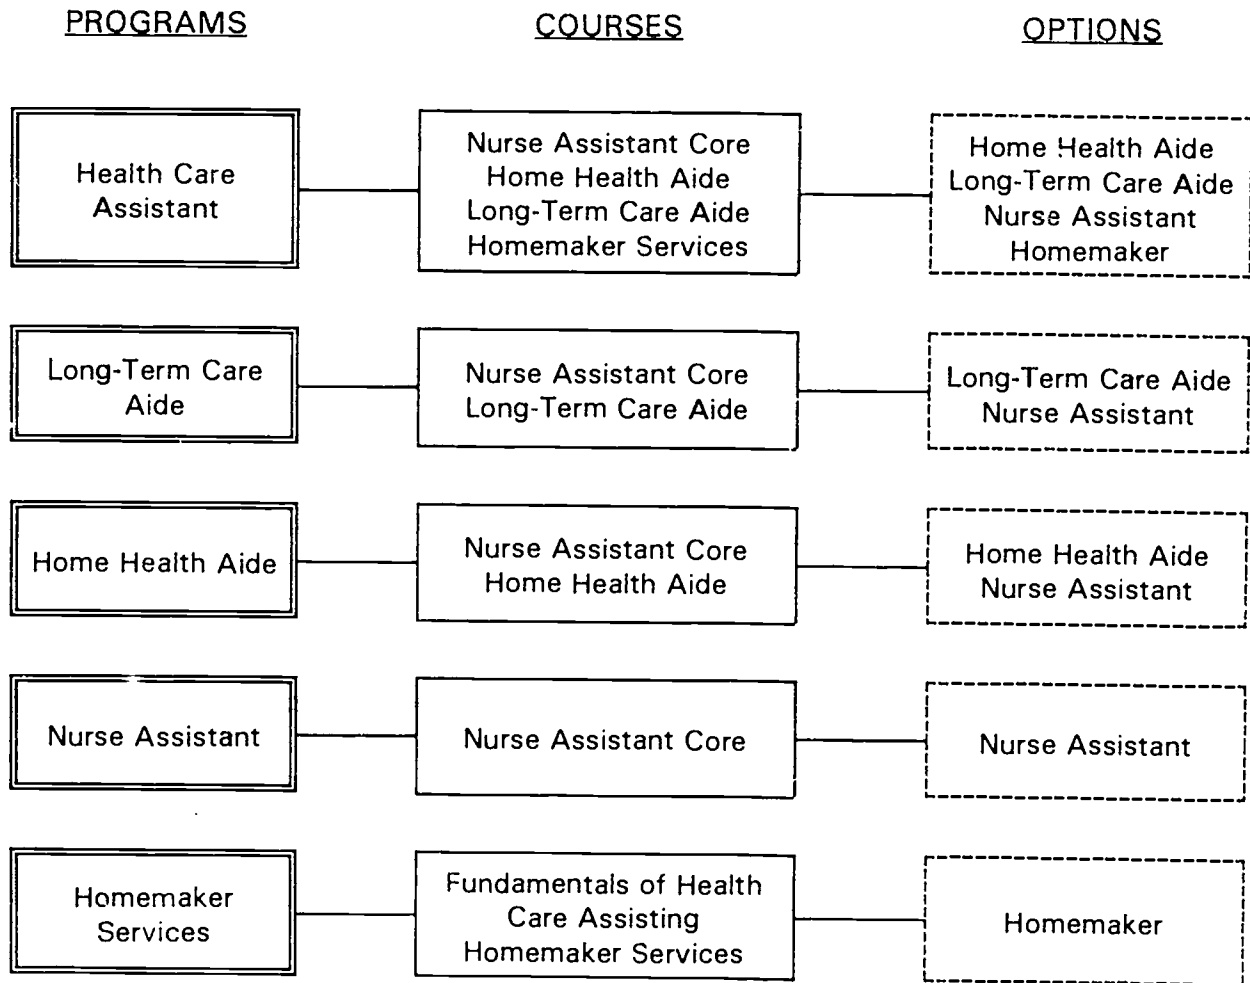 PROGRAMS
COURSES
OPTIONS
Health Care
Assistant
Nurse Assistant Core
Home Health Aide
Long-Term Care Aide
Homemaker Services
Home Health Aide
Long-Term Care Aide
Nurse Assistant
Homemaker
Long-Term Care
Aide
Nurse Assistant Core
Long-Term Care Aide
Long-Term Care Aide
Nurse Assistant
Home Health Aide
Nurse Assistant Core
Home Health Aide
Home Health Aide
Nurse Assistant
Nurse Assistant
Nurse Assistant Core
Nurse Assistant
Homemaker
Services
Fundamentals of Health
Care Assisting
Homemaker Services
Homemaker